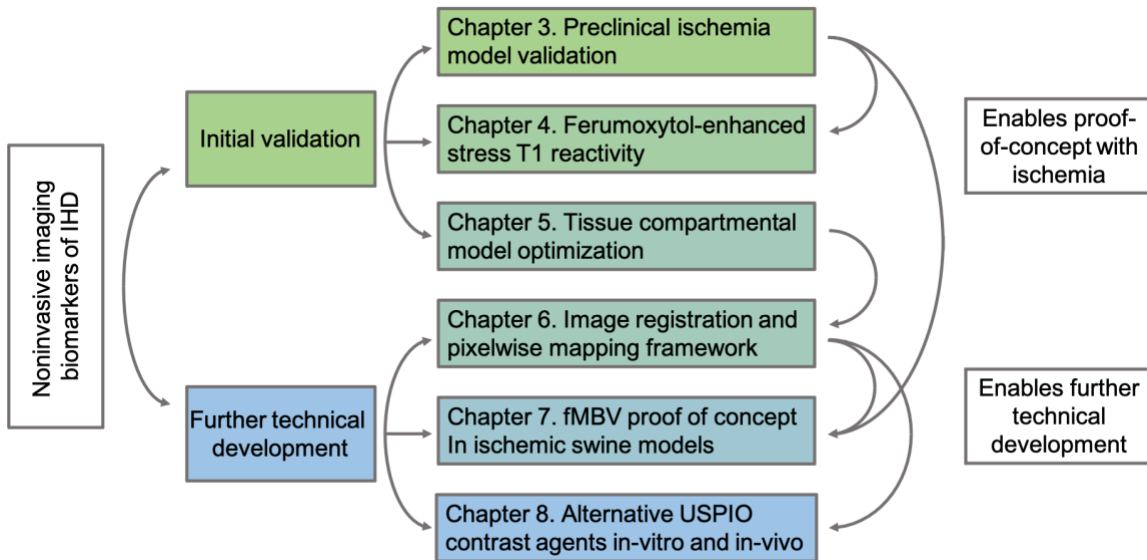 Noninvasive imaging
biomarkers of IHD
Initial validation
Further technical
development
Chapter 3. Preclinical ischemia
model validation
Chapter 4. Ferumoxytol-enhanced
stress T1 reactivity
Chapter 5. Tissue compartmental
model optimization
Chapter 6. Image registration and
pixelwise mapping framework
Chapter 7. fMBV proof of concept
In ischemic swine models
Chapter 8. Alternative USPIO
contrast agents in-vitro and in-vivo
Enables proof-
of-concept with
ischemia
Enables further
technical
development